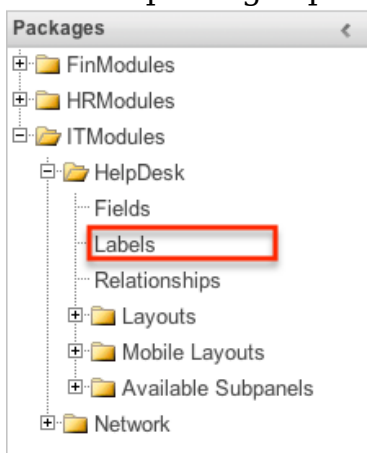 Packages
FinModules
HRModules
ITModules
HelpDesk
Fields
Labels
Relationships
Layouts
Mobile Layouts
Available Subpanels
Network